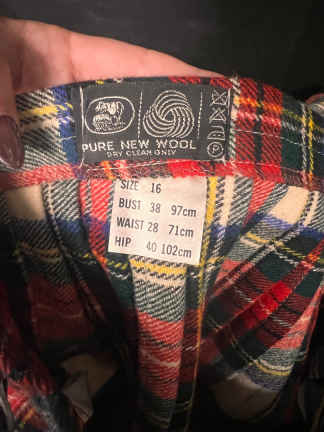 PURE NEW WOOL
DRY CLEAN ONLY
SIZE 16
BUST 38 97cm
WAIST 28 71cm
HIP 40 102cm